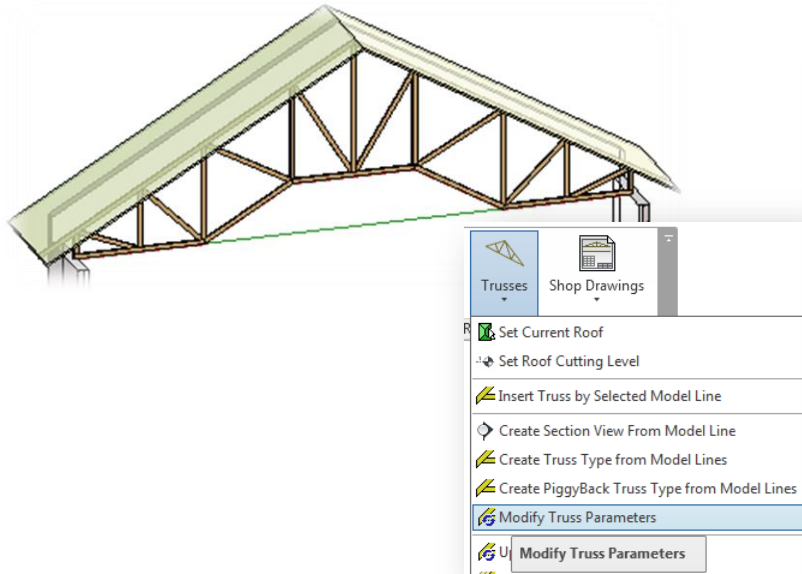 Trusses
Shop Drawings
R
Set Current Roof
Set Roof Cutting Level
Insert Truss by Selected Model Line
Create Section View From Model Line
Create Truss Type from Model Lines
Create PiggyBack Truss Type from Model Lines
Modify Truss Parameters
Modify Truss Parameters